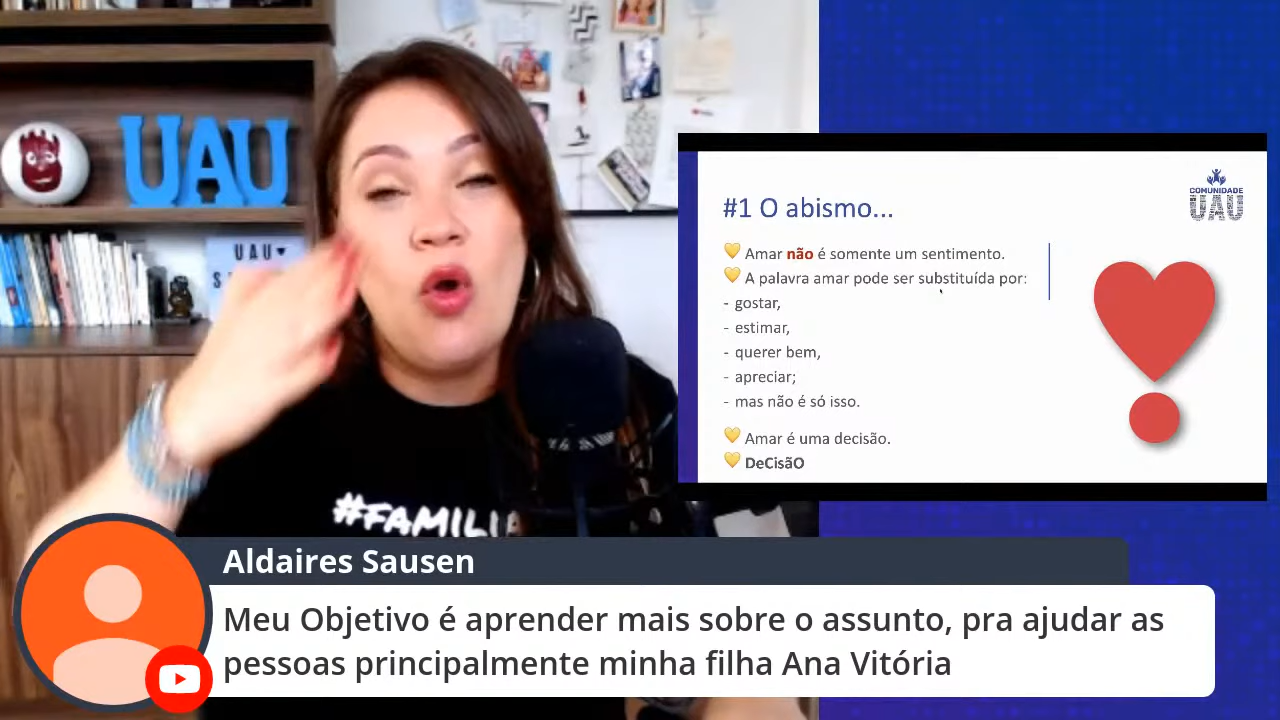 UAU
UAU♥
#FAMILI
#1 O abismo...
COMUNIDADE
UAU
💛 Amar não é somente um sentimento.
💛 A palavra amar pode ser substituída por:
- gostar,
- estimar,
- querer bem,
- apreciar;
- mas não é só isso.
💛 Amar é uma decisão.
💛 DeCisãO
Aldaires Sausen
Meu Objetivo é aprender mais sobre o assunto, pra ajudar as
pessoas principalmente minha filha Ana Vitória